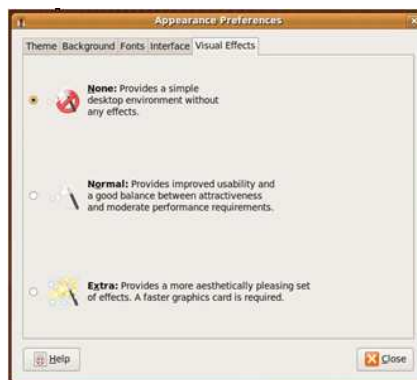 Appearance Preferences
Theme Background Fonts Interface Visual Effects
None: Provides a simple
desktop environment without
any effects.
Normal: Provides improved usability and
a good balance between attractiveness
and moderate performance requirements.
Extra: Provides a more aesthetically pleasing set
of effects. A faster graphics card is required.
Help Close